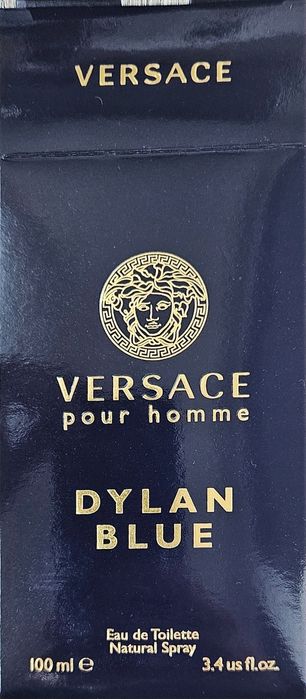 VERSACE
VERSACE
pour homme
DYLAN
BLUE
Eau de Toilette
Natural Spray
100 ml ℮ 3.4 us fl.oz.